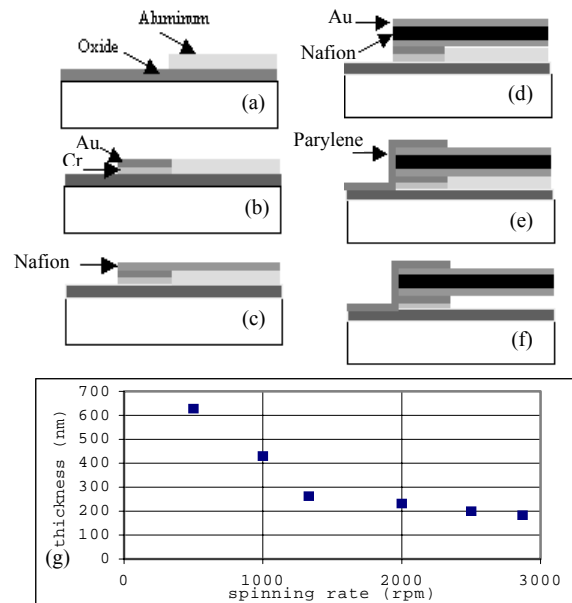 Aluminum
Oxide
(a)
Au
Cr
(b)
Nafion
(c)
Au
Nafion
(d)
Parylene
(e)
(f)
700
600
500
400
300
200
100
0
thickness (nm)
(g)
0 1000 2000 3000
spinning rate (rpm)